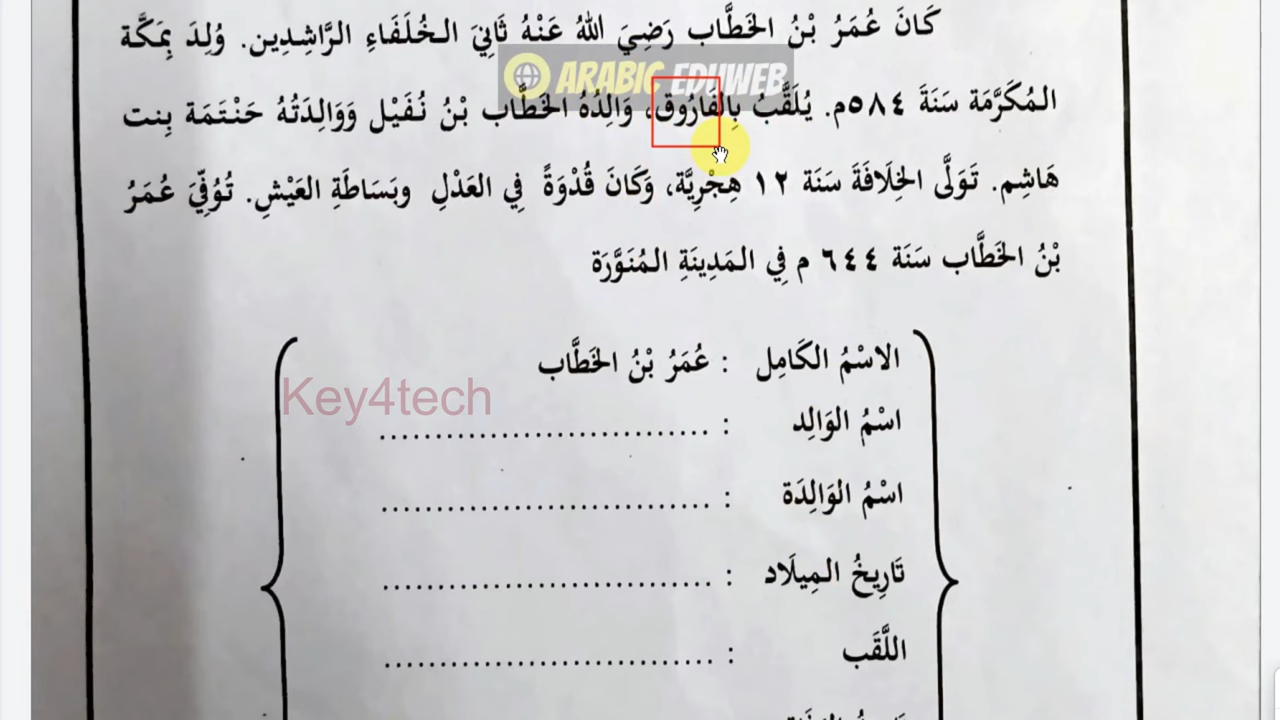 كَانَ عُمَرُ بْنُ الخَطَّاب رَضِيَ اللهُ عَنْهُ ثَانِيَ الخُلَفَاءِ الرَّاشِدِين. وُلِدَ بِمَكَّة
ARABIC EDUWEB
المُكَرَّمَة سَنَةَ ٥٨٤م. يُلَقَّبُ بِالفَارُوق، وَالِدُهُ الخَطَّاب بْنُ نُفَيْل وَوَالِدَتُهُ حَنْتَمَة بِنت
هَاشِم. تَوَلَّى الخِلَافَةَ سَنَة ١٢ هِجْرِيَّة، وَكَانَ قُدْوَةً فِي العَدْلِ وبَسَاطَةِ العَيْشِ. تُوُفِّيَ عُمَرُ
بْنُ الخَطَّاب سَنَة ٦٤٤ م فِي المَدِينَةِ المُنَوَّرَة
الاسْمُ الكَامِل : عُمَرُ بْنُ الخَطَّاب
Key4tech
اسْمُ الوَالِد : ..............................
اسْمُ الوَالِدَة : ..............................
تَارِيخُ المِيلَاد : ..............................
اللَّقَب : ..............................